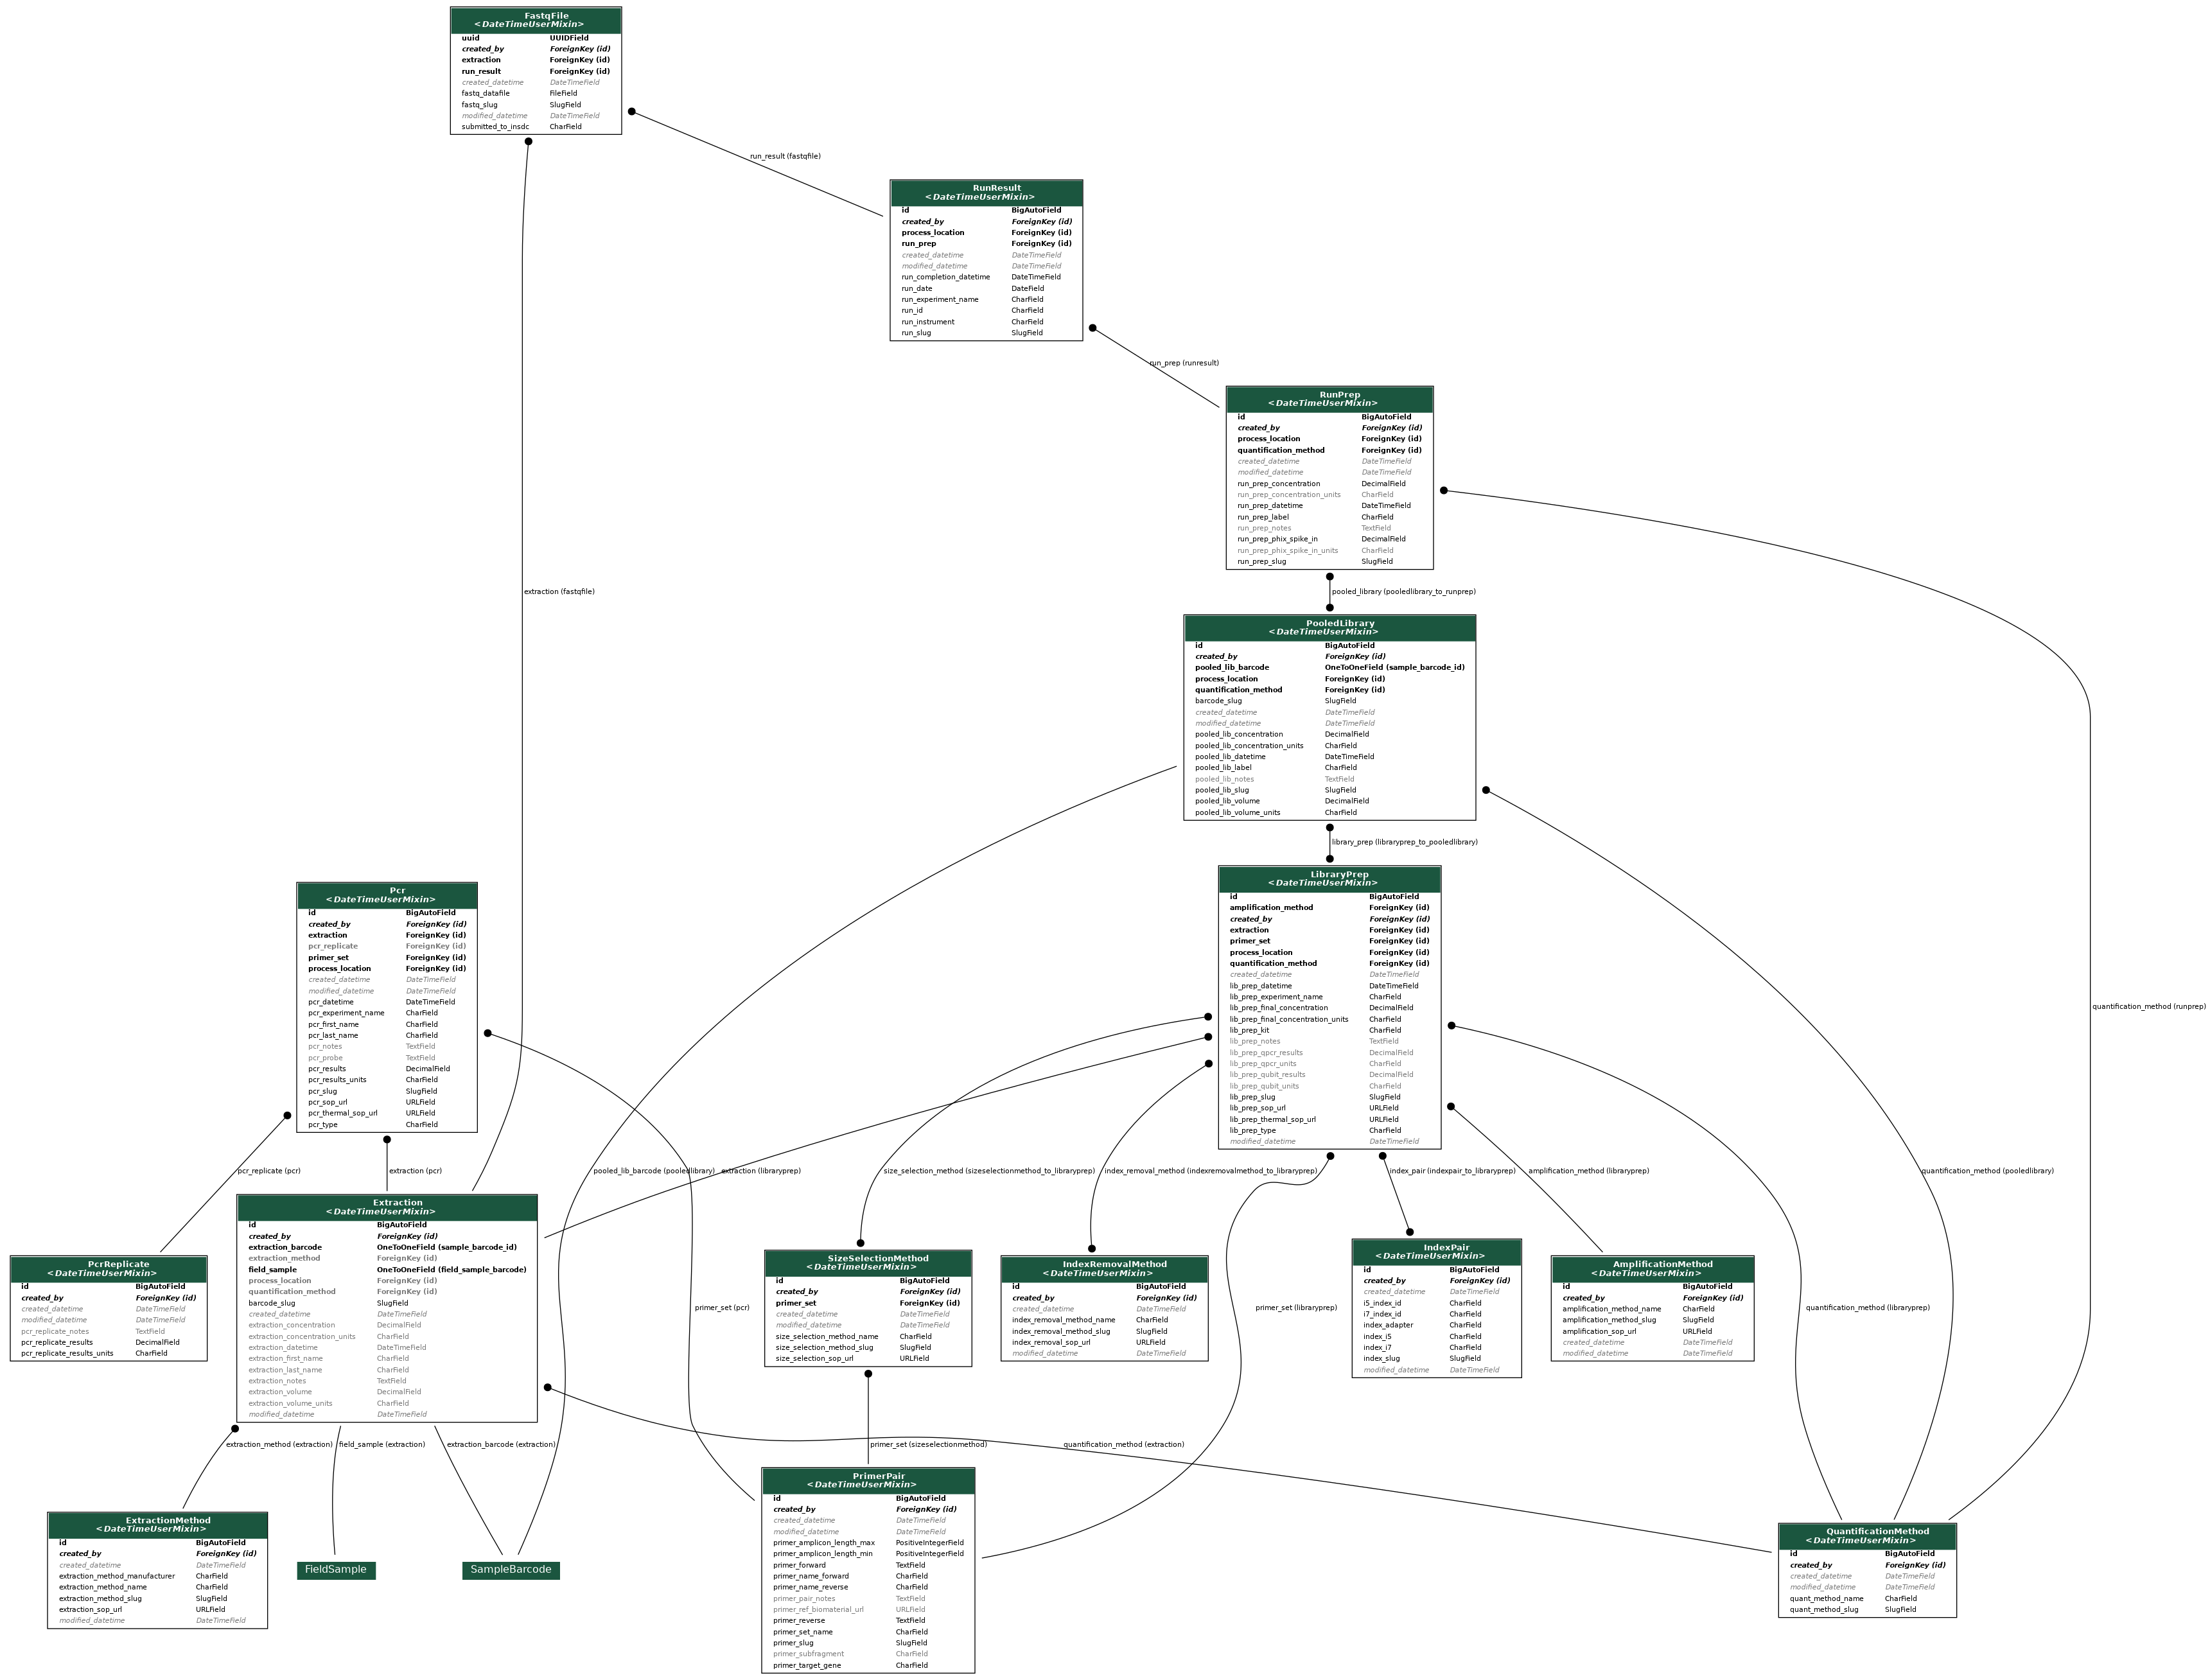 FastqFile
<DateTimeUserMixin>
uuid UUIDField
created_by ForeignKey (id)
extraction ForeignKey (id)
run_result ForeignKey (id)
created_datetime DateTimeField
fastq_datafile FileField
fastq_slug SlugField
modified_datetime DateTimeField
submitted_to_insdc CharField
run_result (fastqfile)
RunResult
<DateTimeUserMixin>
id BigAutoField
created_by ForeignKey (id)
process_location ForeignKey (id)
run_prep ForeignKey (id)
created_datetime DateTimeField
modified_datetime DateTimeField
run_completion_datetime DateTimeField
run_date DateField
run_experiment_name CharField
run_id CharField
run_instrument CharField
run_slug SlugField
run_prep (runresult)
RunPrep
<DateTimeUserMixin>
id BigAutoField
created_by ForeignKey (id)
process_location ForeignKey (id)
quantification_method ForeignKey (id)
created_datetime DateTimeField
modified_datetime DateTimeField
run_prep_concentration DecimalField
run_prep_concentration_units CharField
run_prep_datetime DateTimeField
run_prep_label CharField
run_prep_notes TextField
run_prep_phix_spike_in DecimalField
run_prep_phix_spike_in_units CharField
run_prep_slug SlugField
extraction (fastqfile)
pooled_library (pooledlibrary_to_runprep)
PooledLibrary
<DateTimeUserMixin>
id BigAutoField
created_by ForeignKey (id)
pooled_lib_barcode OneToOneField (sample_barcode_id)
process_location ForeignKey (id)
quantification_method ForeignKey (id)
barcode_slug SlugField
created_datetime DateTimeField
modified_datetime DateTimeField
pooled_lib_concentration DecimalField
pooled_lib_concentration_units CharField
pooled_lib_datetime DateTimeField
pooled_lib_label CharField
pooled_lib_notes TextField
pooled_lib_slug SlugField
pooled_lib_volume DecimalField
pooled_lib_volume_units CharField
library_prep (libraryprep_to_pooledlibrary)
LibraryPrep
<DateTimeUserMixin>
id BigAutoField
amplification_method ForeignKey (id)
created_by ForeignKey (id)
extraction ForeignKey (id)
primer_set ForeignKey (id)
process_location ForeignKey (id)
quantification_method ForeignKey (id)
created_datetime DateTimeField
lib_prep_datetime DateTimeField
lib_prep_experiment_name CharField
lib_prep_final_concentration DecimalField
lib_prep_final_concentration_units CharField
lib_prep_kit CharField
lib_prep_notes TextField
lib_prep_qpcr_results DecimalField
lib_prep_qpcr_units CharField
lib_prep_qubit_results DecimalField
lib_prep_qubit_units CharField
lib_prep_slug SlugField
lib_prep_sop_url URLField
lib_prep_thermal_sop_url URLField
lib_prep_type CharField
modified_datetime DateTimeField
quantification_method (runprep)
Pcr
<DateTimeUserMixin>
id BigAutoField
created_by ForeignKey (id)
extraction ForeignKey (id)
pcr_replicate ForeignKey (id)
primer_set ForeignKey (id)
process_location ForeignKey (id)
created_datetime DateTimeField
modified_datetime DateTimeField
pcr_datetime DateTimeField
pcr_experiment_name CharField
pcr_first_name CharField
pcr_last_name CharField
pcr_notes TextField
pcr_probe TextField
pcr_results DecimalField
pcr_results_units CharField
pcr_slug SlugField
pcr_sop_url URLField
pcr_thermal_sop_url URLField
pcr_type CharField
pcr_replicate (pcr)
extraction (pcr)
pooled_lib_barcode (pooledlibrary)
extraction (libraryprep)
size_selection_method (sizeselectionmethod_to_libraryprep)
index_removal_method (indexremovalmethod_to_libraryprep)
index_pair (indexpair_to_libraryprep)
amplification_method (libraryprep)
quantification_method (pooledlibrary)
PcrReplicate
<DateTimeUserMixin>
id BigAutoField
created_by ForeignKey (id)
created_datetime DateTimeField
modified_datetime DateTimeField
pcr_replicate_notes TextField
pcr_replicate_results DecimalField
pcr_replicate_results_units CharField
Extraction
<DateTimeUserMixin>
id BigAutoField
created_by ForeignKey (id)
extraction_barcode OneToOneField (sample_barcode_id)
extraction_method ForeignKey (id)
field_sample OneToOneField (field_sample_barcode)
process_location ForeignKey (id)
quantification_method ForeignKey (id)
barcode_slug SlugField
created_datetime DateTimeField
extraction_concentration DecimalField
extraction_concentration_units CharField
extraction_datetime DateTimeField
extraction_first_name CharField
extraction_last_name CharField
extraction_notes TextField
extraction_volume DecimalField
extraction_volume_units CharField
modified_datetime DateTimeField
primer_set (pcr)
SizeSelectionMethod
<DateTimeUserMixin>
id BigAutoField
created_by ForeignKey (id)
primer_set ForeignKey (id)
created_datetime DateTimeField
modified_datetime DateTimeField
size_selection_method_name CharField
size_selection_method_slug SlugField
size_selection_sop_url URLField
IndexRemovalMethod
<DateTimeUserMixin>
id BigAutoField
created_by ForeignKey (id)
created_datetime DateTimeField
index_removal_method_name CharField
index_removal_method_slug SlugField
index_removal_sop_url URLField
modified_datetime DateTimeField
primer_set (libraryprep)
IndexPair
<DateTimeUserMixin>
id BigAutoField
created_by ForeignKey (id)
created_datetime DateTimeField
i5_index_id CharField
i7_index_id CharField
index_adapter CharField
index_i5 CharField
index_i7 CharField
index_slug SlugField
modified_datetime DateTimeField
AmplificationMethod
<DateTimeUserMixin>
id BigAutoField
created_by ForeignKey (id)
amplification_method_name CharField
amplification_method_slug SlugField
amplification_sop_url URLField
created_datetime DateTimeField
modified_datetime DateTimeField
quantification_method (libraryprep)
extraction_method (extraction)
field_sample (extraction)
extraction_barcode (extraction)
primer_set (sizeselectionmethod)
quantification_method (extraction)
ExtractionMethod
<DateTimeUserMixin>
id BigAutoField
created_by ForeignKey (id)
created_datetime DateTimeField
extraction_method_manufacturer CharField
extraction_method_name CharField
extraction_method_slug SlugField
extraction_sop_url URLField
modified_datetime DateTimeField
FieldSample
SampleBarcode
PrimerPair
<DateTimeUserMixin>
id BigAutoField
created_by ForeignKey (id)
created_datetime DateTimeField
modified_datetime DateTimeField
primer_amplicon_length_max PositiveIntegerField
primer_amplicon_length_min PositiveIntegerField
primer_forward TextField
primer_name_forward CharField
primer_name_reverse CharField
primer_pair_notes TextField
primer_ref_biomaterial_url URLField
primer_reverse TextField
primer_set_name CharField
primer_slug SlugField
primer_subfragment CharField
primer_target_gene CharField
QuantificationMethod
<DateTimeUserMixin>
id BigAutoField
created_by ForeignKey (id)
created_datetime DateTimeField
modified_datetime DateTimeField
quant_method_name CharField
quant_method_slug SlugField